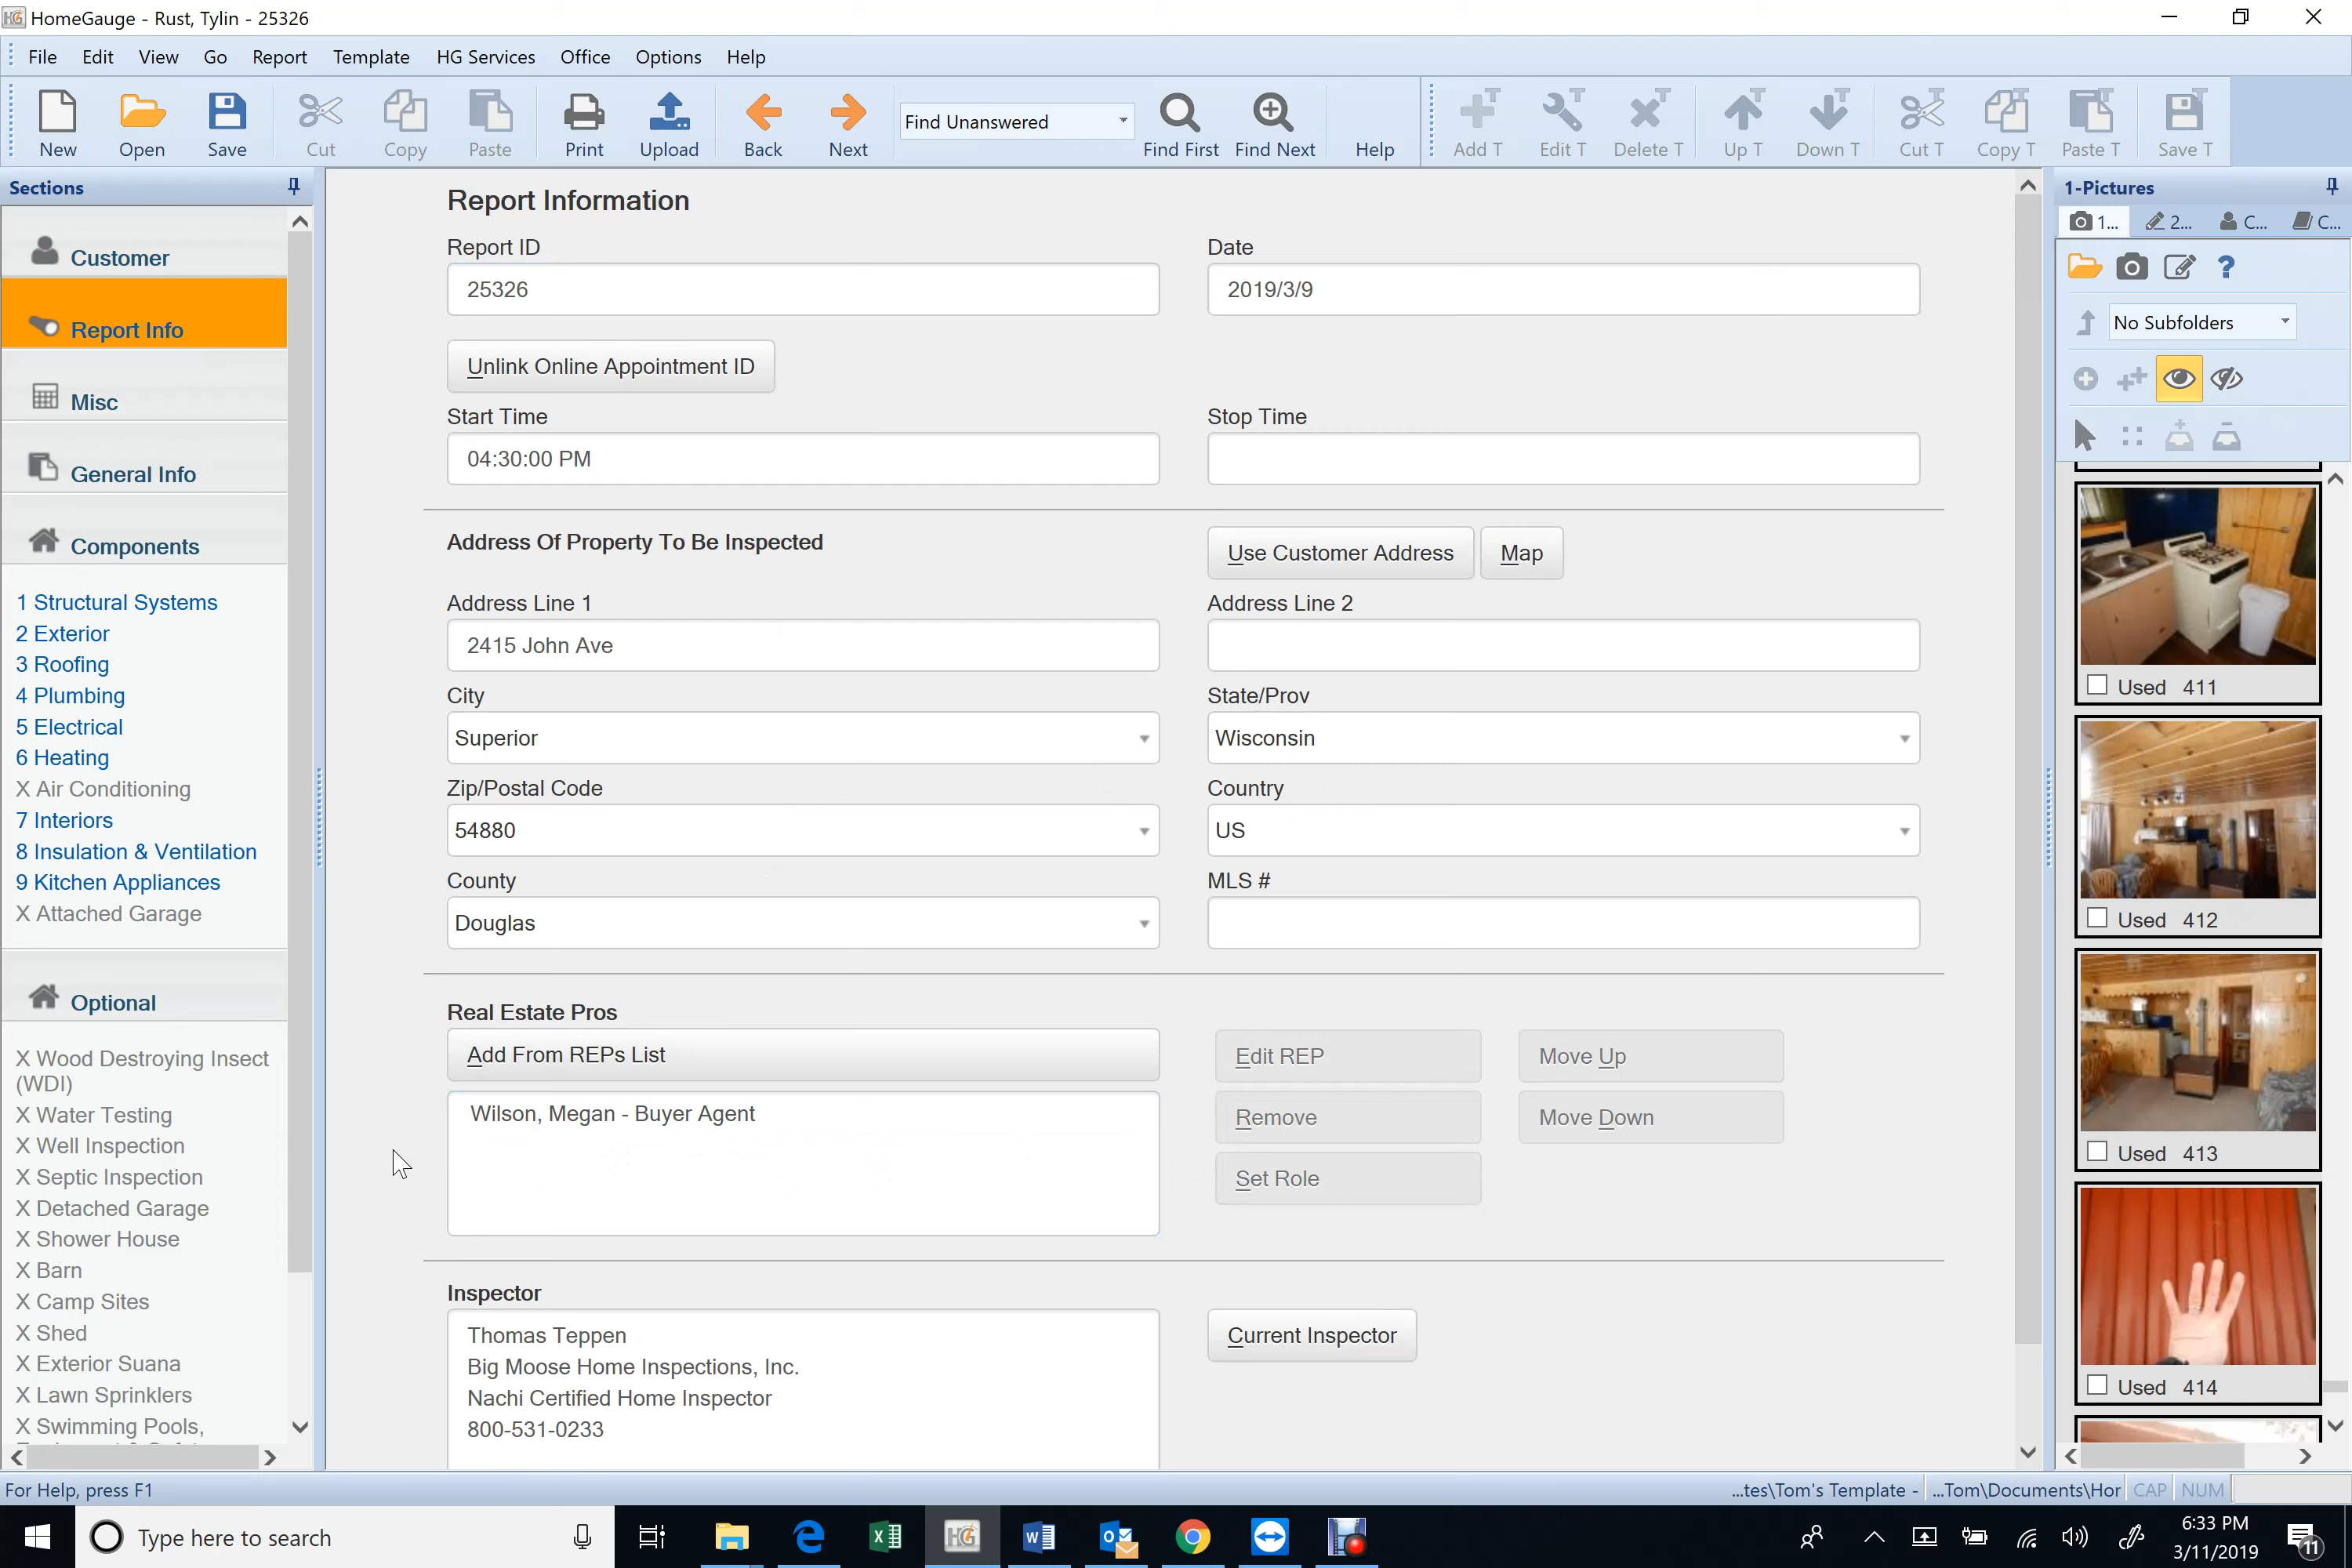 HomeGauge - Rust, Tylin - 25326
File Edit View Go Report Template HG Services Office Options Help
New Open Save Cut Copy Paste Print Upload Back Next Find Unanswered Find First Find Next Help Add T Edit T Delete T Up T Down T Cut T Copy T Paste T Save T
Sections
Customer
Report Info
Misc
General Info
Components
1 Structural Systems
2 Exterior
3 Roofing
4 Plumbing
5 Electrical
6 Heating
X Air Conditioning
7 Interiors
8 Insulation & Ventilation
9 Kitchen Appliances
X Attached Garage
Optional
X Wood Destroying Insect
(WDI)
X Water Testing
X Well Inspection
X Septic Inspection
X Detached Garage
X Shower House
X Barn
X Camp Sites
X Shed
X Exterior Suana
X Lawn Sprinklers
X Swimming Pools,
Report Information
Report ID Date
25326 2019/3/9
Unlink Online Appointment ID
Start Time Stop Time
04:30:00 PM
Address Of Property To Be Inspected Use Customer Address Map
Address Line 1 Address Line 2
2415 John Ave
City State/Prov
Superior Wisconsin
Zip/Postal Code Country
54880 US
County MLS #
Douglas
Real Estate Pros
Add From REPs List Edit REP Move Up
Wilson, Megan - Buyer Agent Remove Move Down
Set Role
Inspector
Thomas Teppen Current Inspector
Big Moose Home Inspections, Inc.
Nachi Certified Home Inspector
800-531-0233
1-Pictures
1... 2... C... C...
No Subfolders
Used 411
Used 412
Used 413
Used 414
For Help, press F1 ...tes\Tom's Template - ...Tom\Documents\Hor CAP NUM
Type here to search
6:33 PM
3/11/2019
11